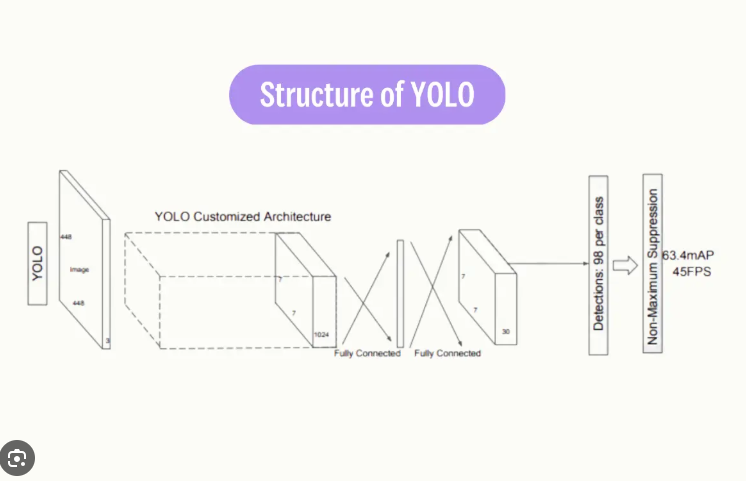 Structure of YOLO
YOLO
448
Image
448
3
YOLO Customized Architecture
7
7
1024
Fully Connected
Fully Connected
7
7
30
Detections: 98 per class
Non-Maximum Suppression
63.4mAP
45FPS